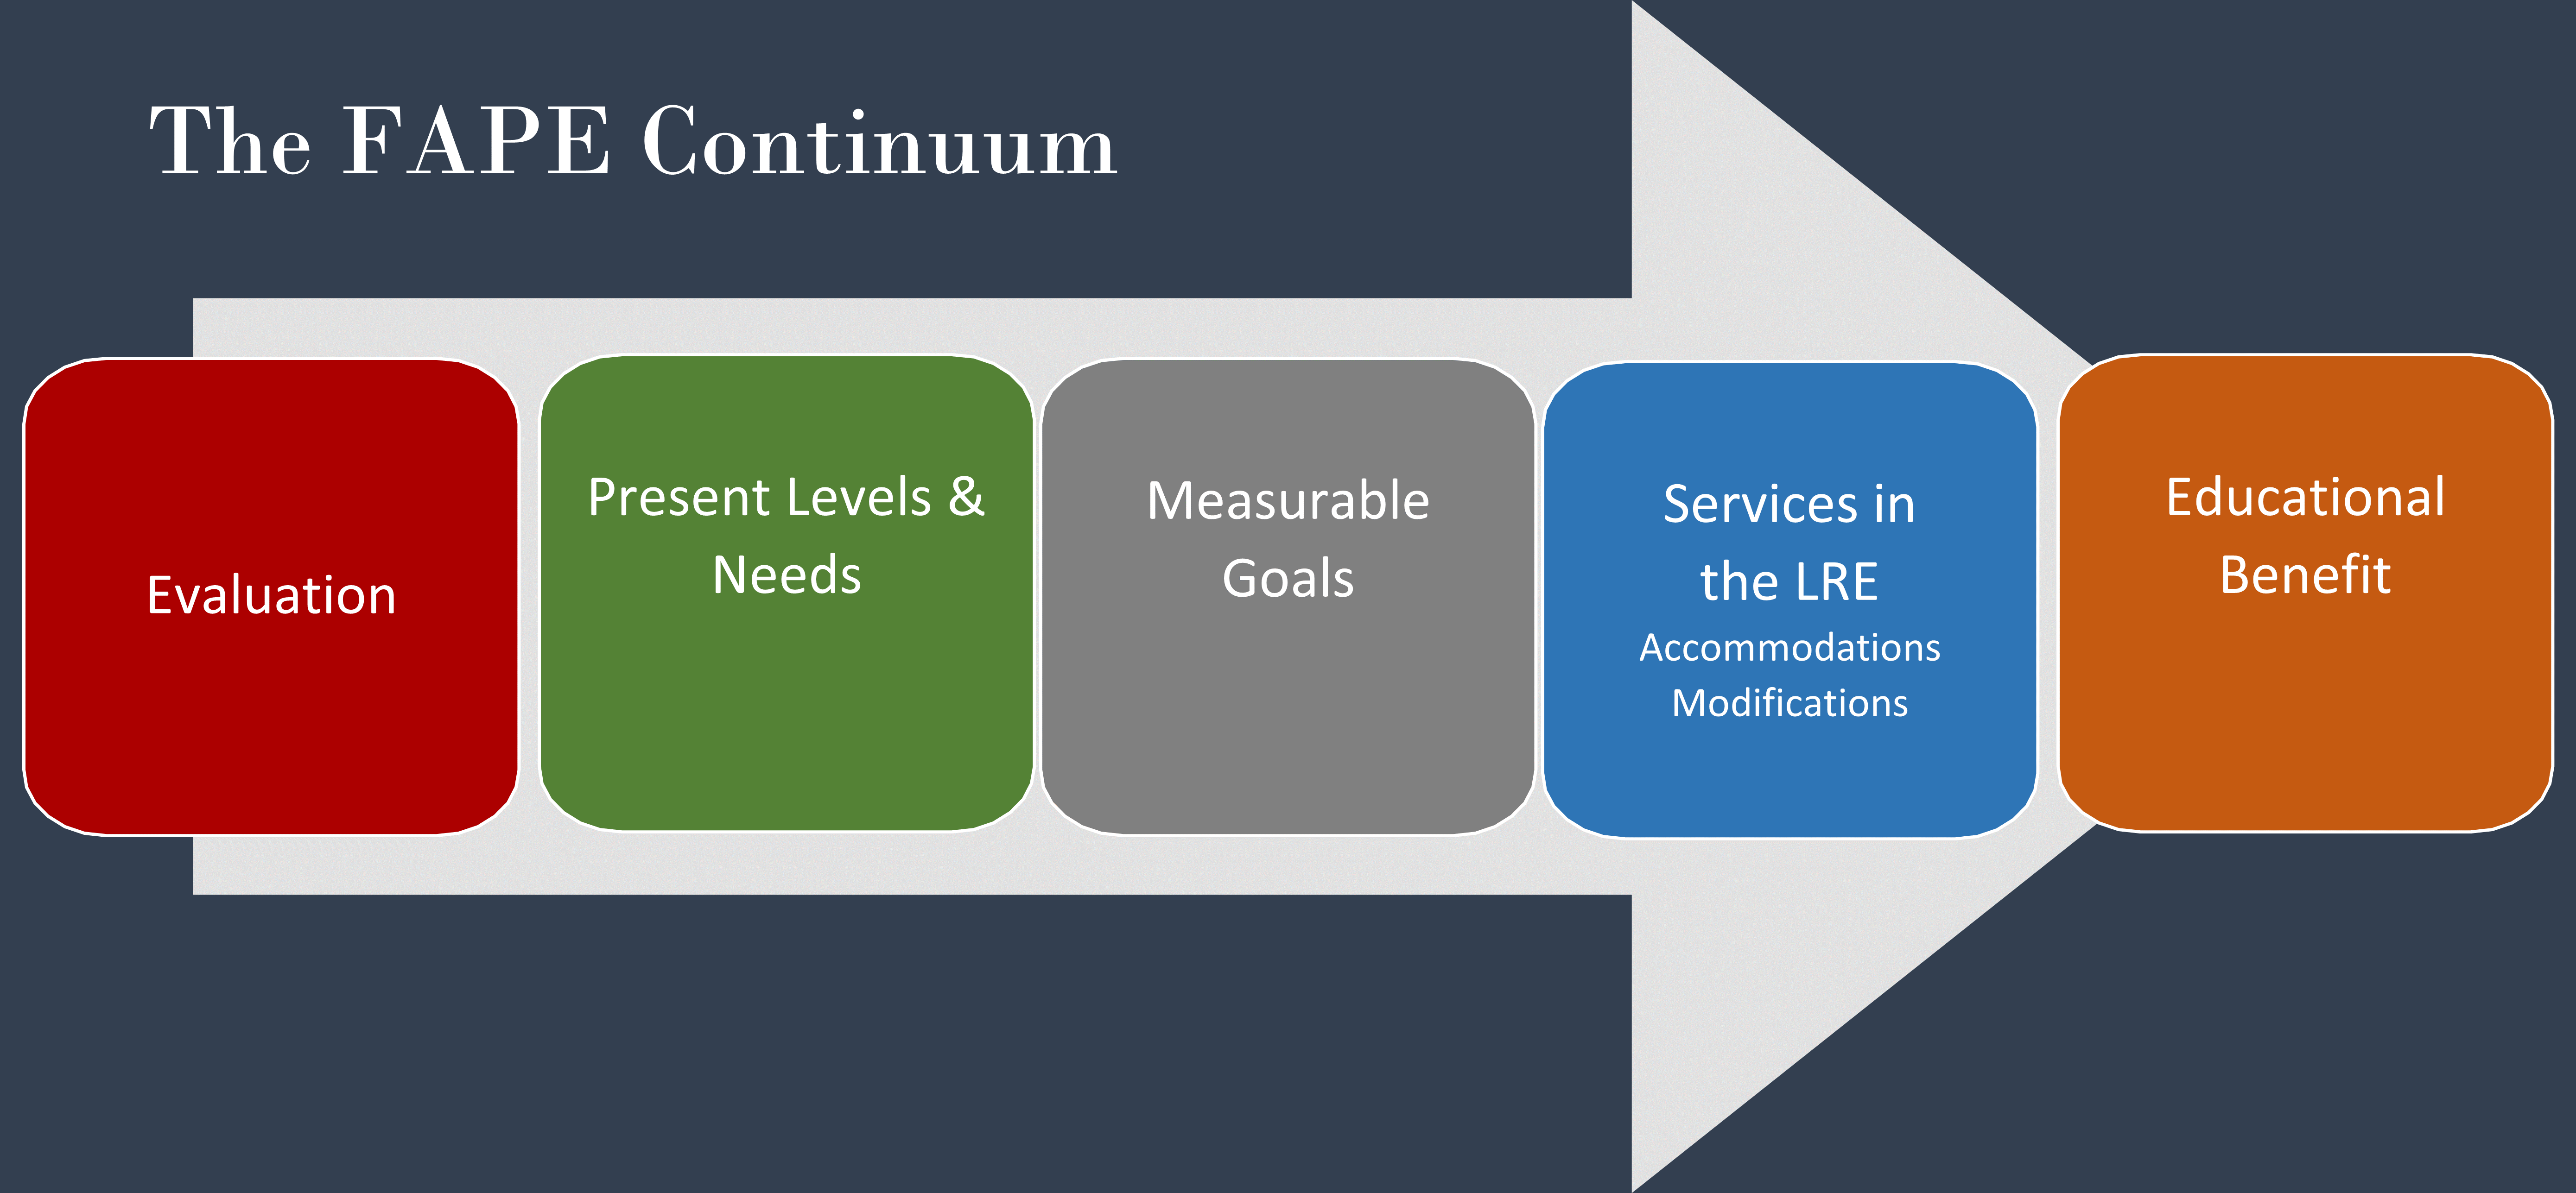 The FAPE Continuum
Evaluation
Present Levels &
Needs
Measurable
Goals
Services in
the LRE
Accommodations
Modifications
Educational
Benefit